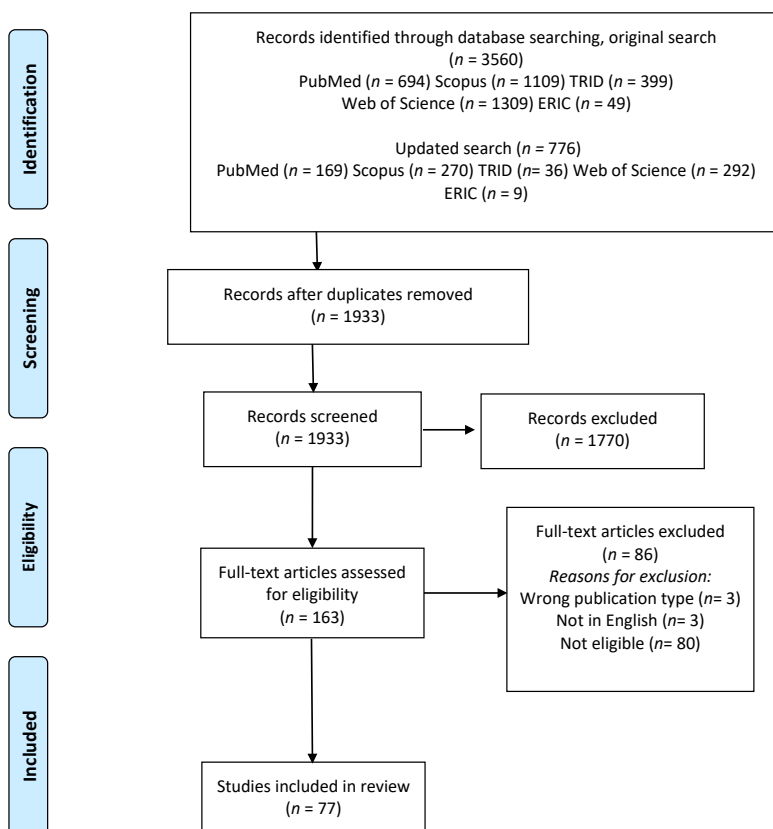 Identification
Records identified through database searching, original search
(n = 3560)
PubMed (n = 694) Scopus (n = 1109) TRID (n = 399)
Web of Science (n = 1309) ERIC (n = 49)
Updated search (n = 776)
PubMed (n = 169) Scopus (n = 270) TRID (n= 36) Web of Science (n = 292)
ERIC (n = 9)
Screening
Records after duplicates removed
(n = 1933)
Records screened
(n = 1933)
Records excluded
(n = 1770)
Eligibility
Full-text articles assessed
for eligibility
(n = 163)
Full-text articles excluded
(n = 86)
Reasons for exclusion:
Wrong publication type (n= 3)
Not in English (n= 3)
Not eligible (n= 80)
Included
Studies included in review
(n = 77)